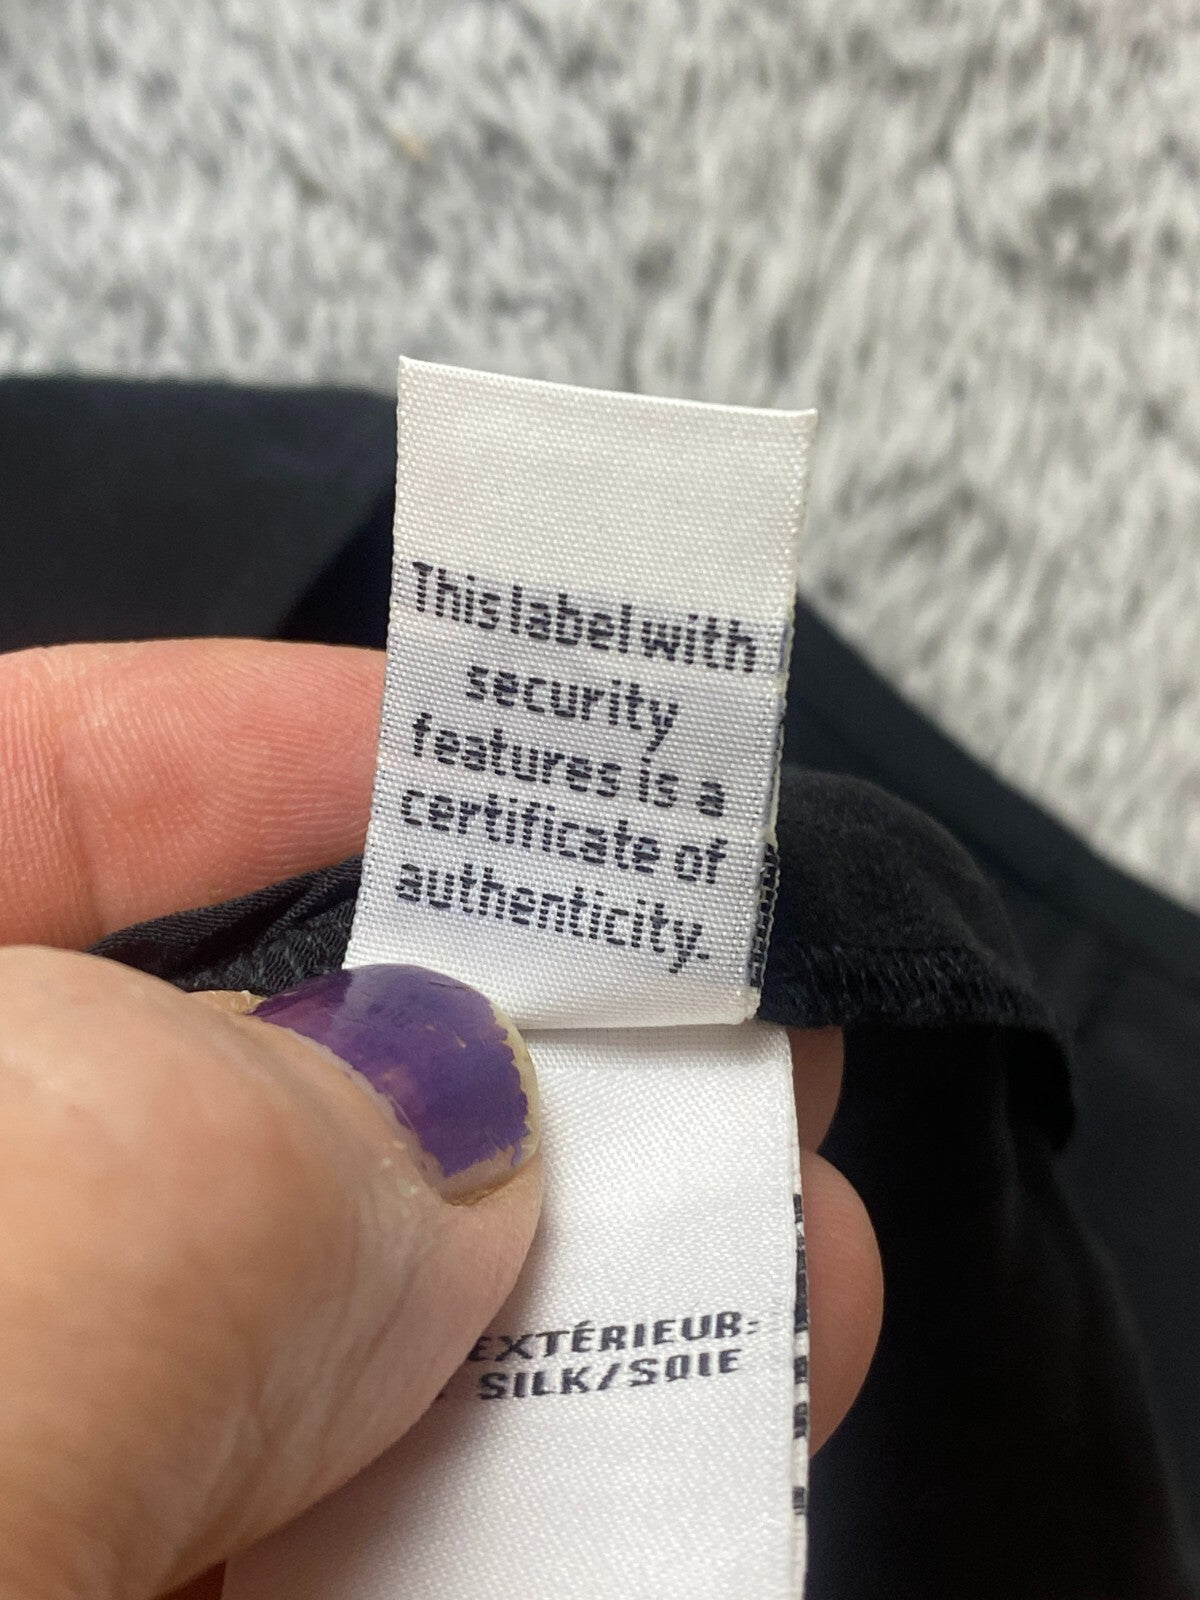 This label with
security
features is a
certificate of
authenticity.
EXTÉRIEUR:
SILK/SOIE